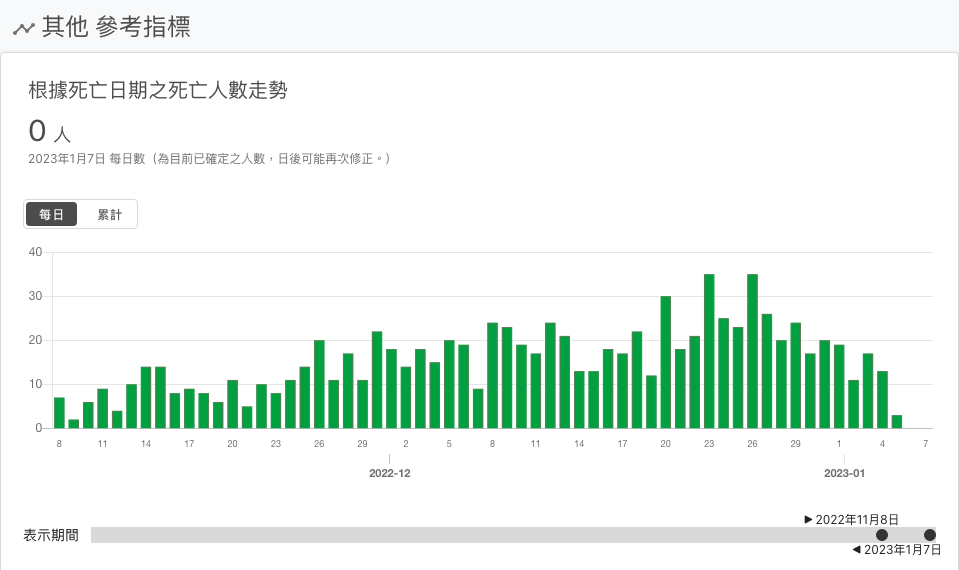 其他 參考指標
根據死亡日期之死亡人數走勢
0 人
2023年1月7日 每日數（為目前已確定之人數，日後可能再次修正。）
每日 累計
40
30
20
10
0
8 11 14 17 20 23 26 29 2 5 8 11 14 17 20 23 26 29 1 4 7
2022-12 2023-01
▶ 2022年11月8日
表示期間
◀ 2023年1月7日